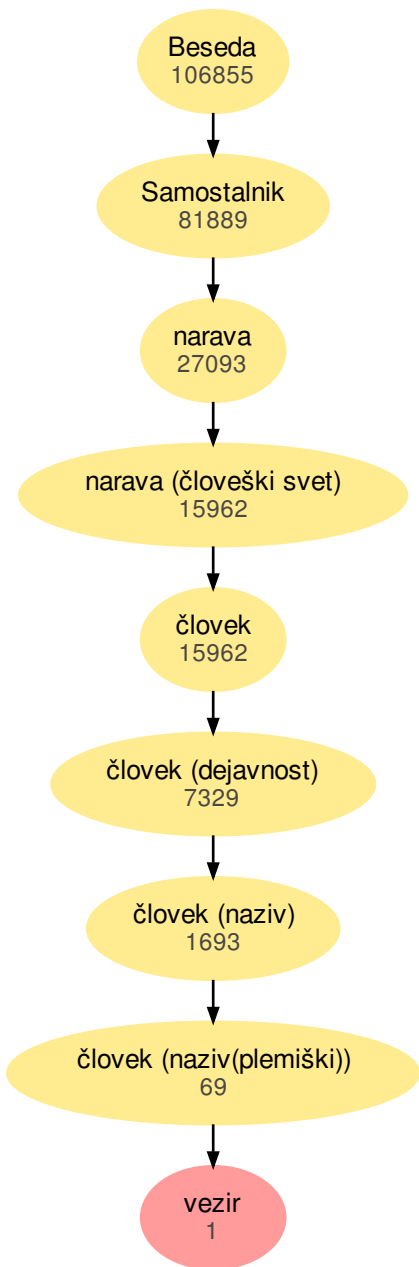 Beseda
106855
Samostalnik
81889
narava
27093
narava (človeški svet)
15962
človek
15962
človek (dejavnost)
7329
človek (naziv)
1693
človek (naziv(plemiški))
69
vezir
1